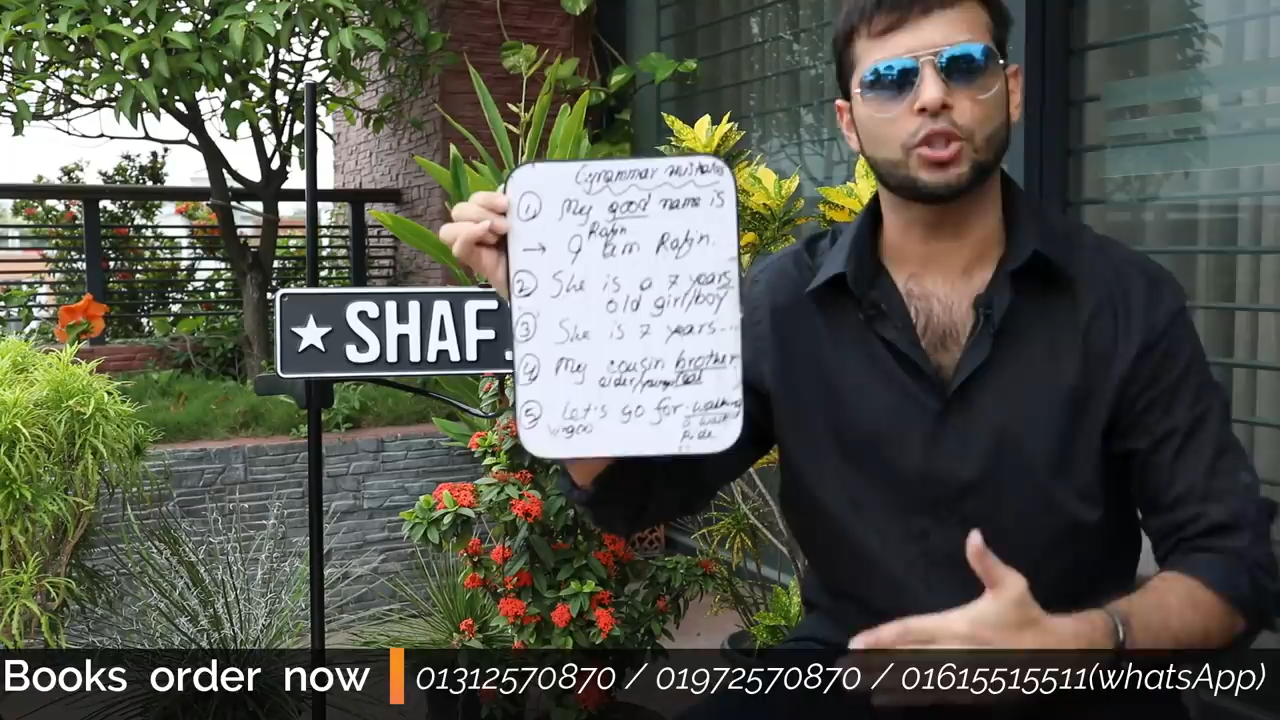 Grammar mistakes
① My good name is
Rafin
→ I am Rafin.
② She is a 7 years
old girl/boy
③ She is 7 years...
④ My cousin brother
⑤ Let's go for walking
a walk
Ride
SHAF
Books order now 01312570870 / 01972570870 / 01615515511(whatsApp)